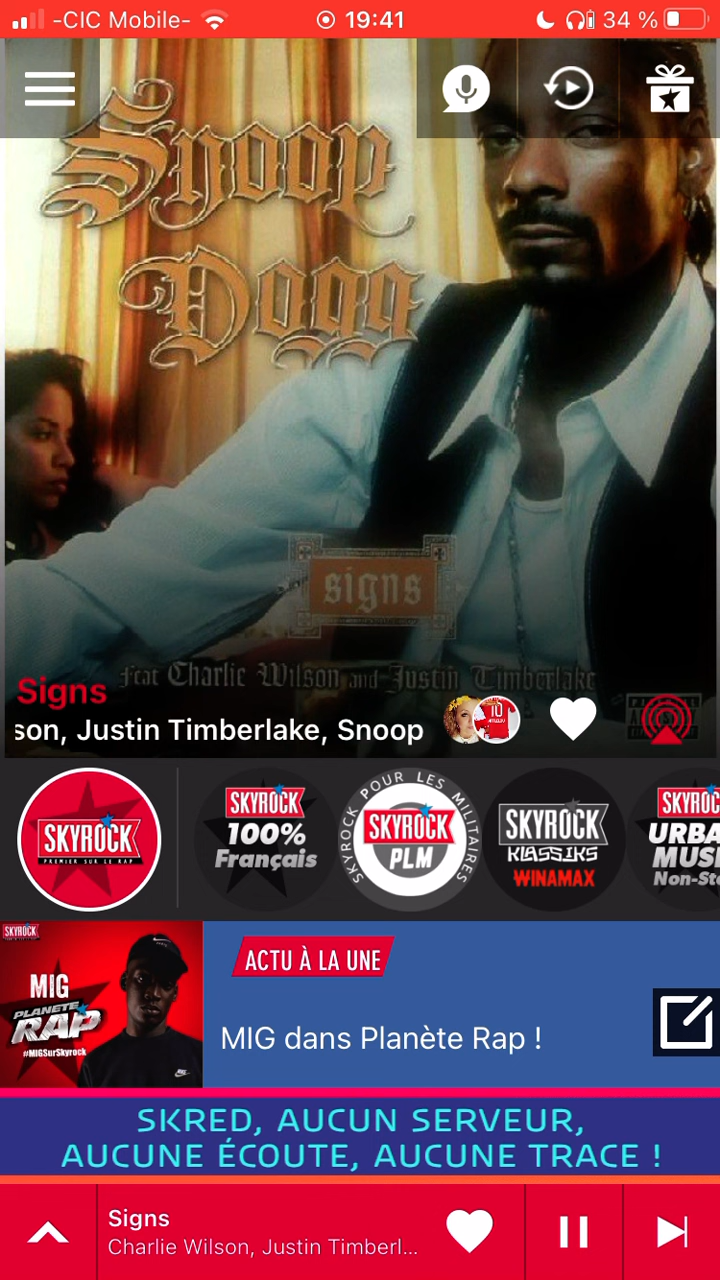 -CIC Mobile-
19:41
34 %
Snoop
Dogg
signs
feat Charlie Wilson and Justin Timberlake
Signs
son, Justin Timberlake, Snoop
10
SKYROCK
PREMIER SUR LE RAP
SKYROCK
100%
Français
SKYROCK POUR LES MILITAIRES
SKYROCK
PLM
SKYROCK
KLASSIKS
WINAMAX
SKYROC
URBA
MUSI
Non-Sto
SKYROCK
MIG
PLANETE
RAP
#MIGSurSkyrock
ACTU À LA UNE
MIG dans Planète Rap !
SKRED, AUCUN SERVEUR,
AUCUNE ÉCOUTE, AUCUNE TRACE !
Signs
Charlie Wilson, Justin Timberl...